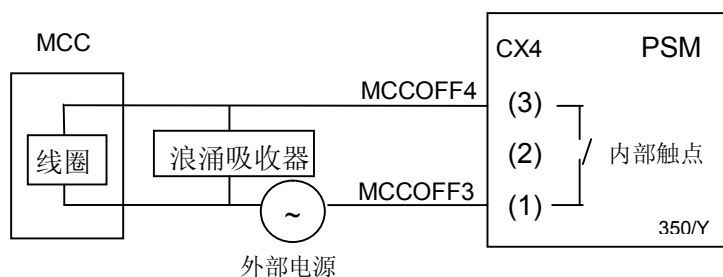 MCC
CX4
PSM
MCCOFF4
(3)
线圈
浪涌吸收器
(2)
内部触点
MCCOFF3
(1)
~
350/Y
外部电源